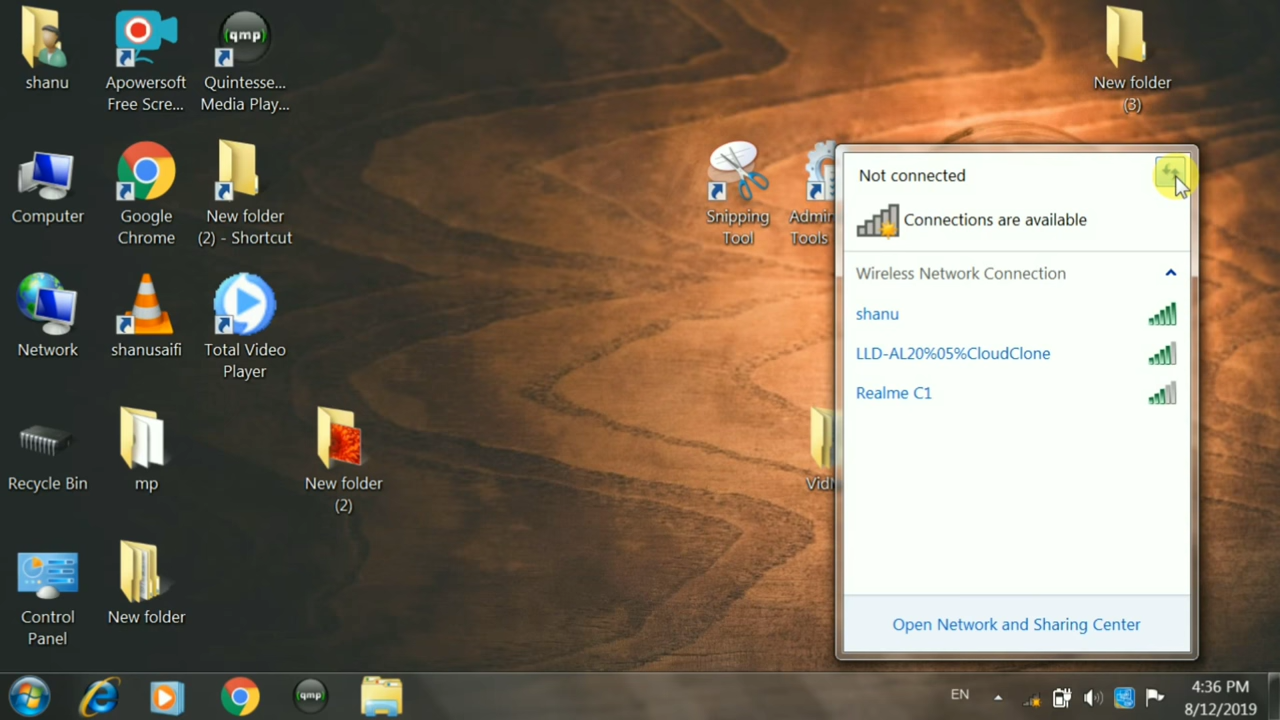 shanu
Apowersoft
Free Scre...
qmp
Quintesse...
Media Play...
New folder
(3)
Computer
Google
Chrome
New folder
(2) - Shortcut
Snipping
Tool
Admin
Tools
Network
shanusaifi
Total Video
Player
Recycle Bin
mp
New folder
(2)
Control
Panel
New folder
Not connected
Connections are available
Wireless Network Connection
shanu
LLD-AL20%05%CloudClone
Realme C1
Open Network and Sharing Center
qmp
EN
4:36 PM
8/12/2019